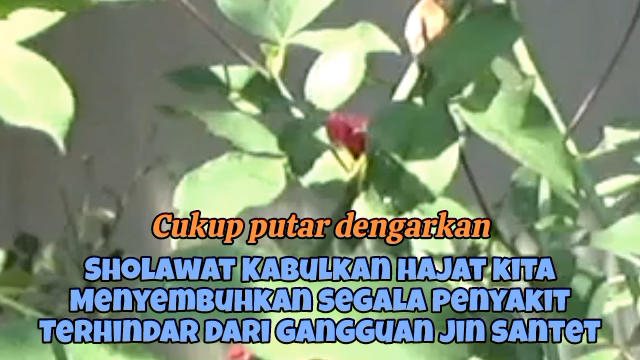 Cukup putar dengarkan
SHOLAWAT KABULKAN HAJAT KITA
MENYEMBUHKAN SEGALA PENYAKIT
TERHINDAR DARI GANGGUAN JIN SANTET